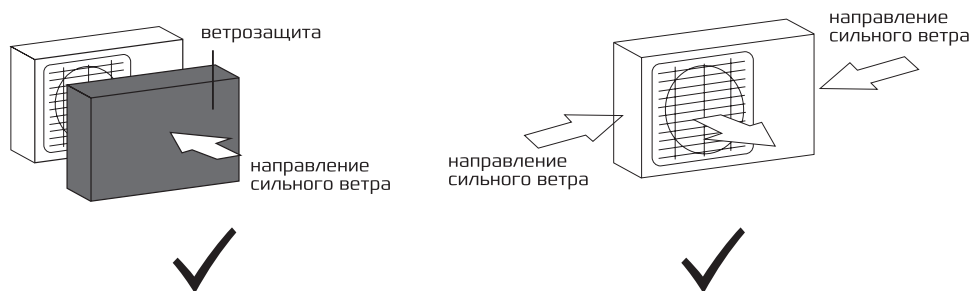 ветрозащита
направление
сильного ветра
направление
сильного ветра
направление
сильного ветра